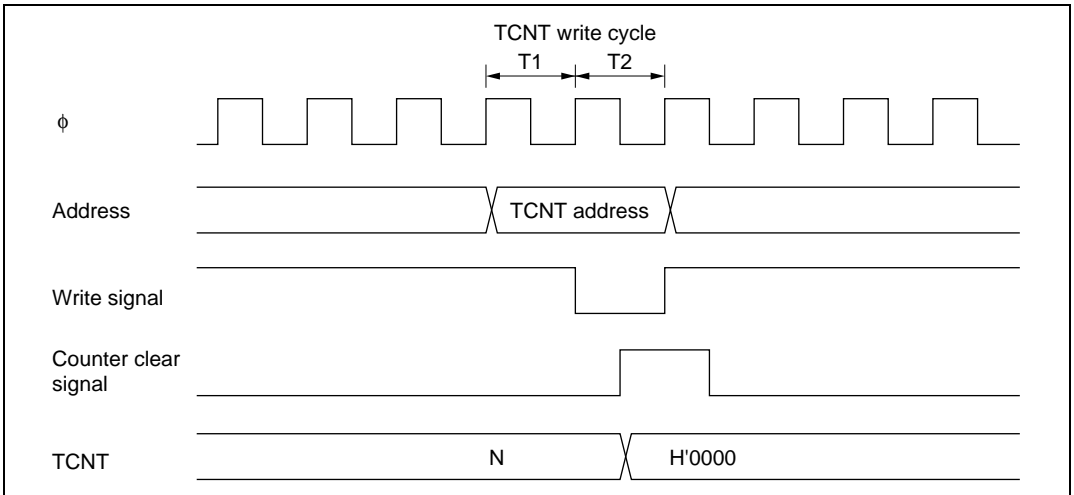 TCNT write cycle
T1 T2
ϕ
Address
TCNT address
Write signal
Counter clear
signal
TCNT
N
H'0000